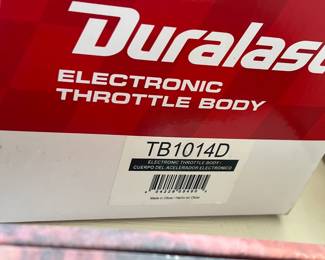 Duralast
ELECTRONIC
THROTTLE BODY
TB1014D
ELECTRONIC THROTTLE BODY /
CUERPO DEL ACELERADOR ELECTRONICO